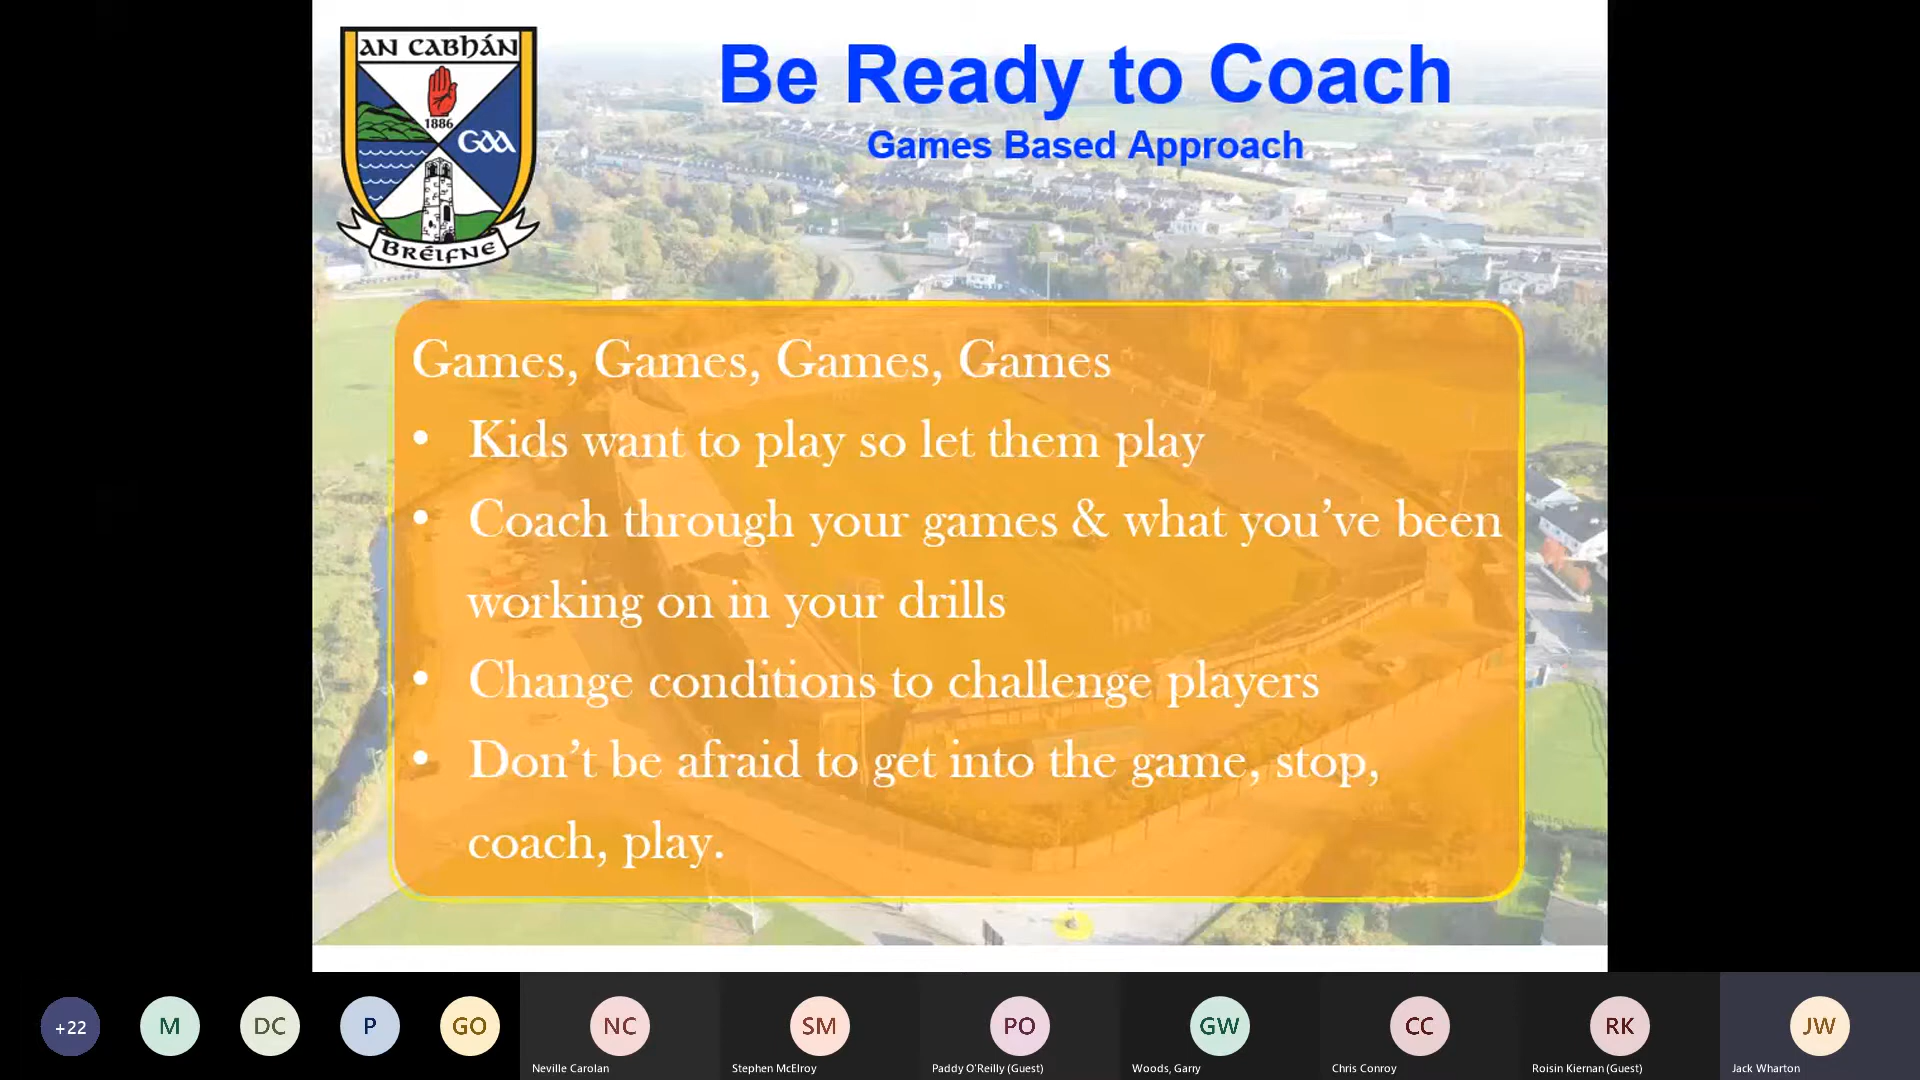 AN CABHÁN
1886
GAA
BRÉIFNE
Be Ready to Coach
Games Based Approach
Games, Games, Games, Games
• Kids want to play so let them play
• Coach through your games & what you’ve been
working on in your drills
• Change conditions to challenge players
• Don’t be afraid to get into the game, stop,
coach, play.
+22
M
DC
P
GO
NC
SM
PO
GW
CC
RK
JW
Neville Carolan
Stephen McElroy
Paddy O'Reilly (Guest)
Woods, Garry
Chris Conroy
Roisin Kiernan (Guest)
Jack Wharton